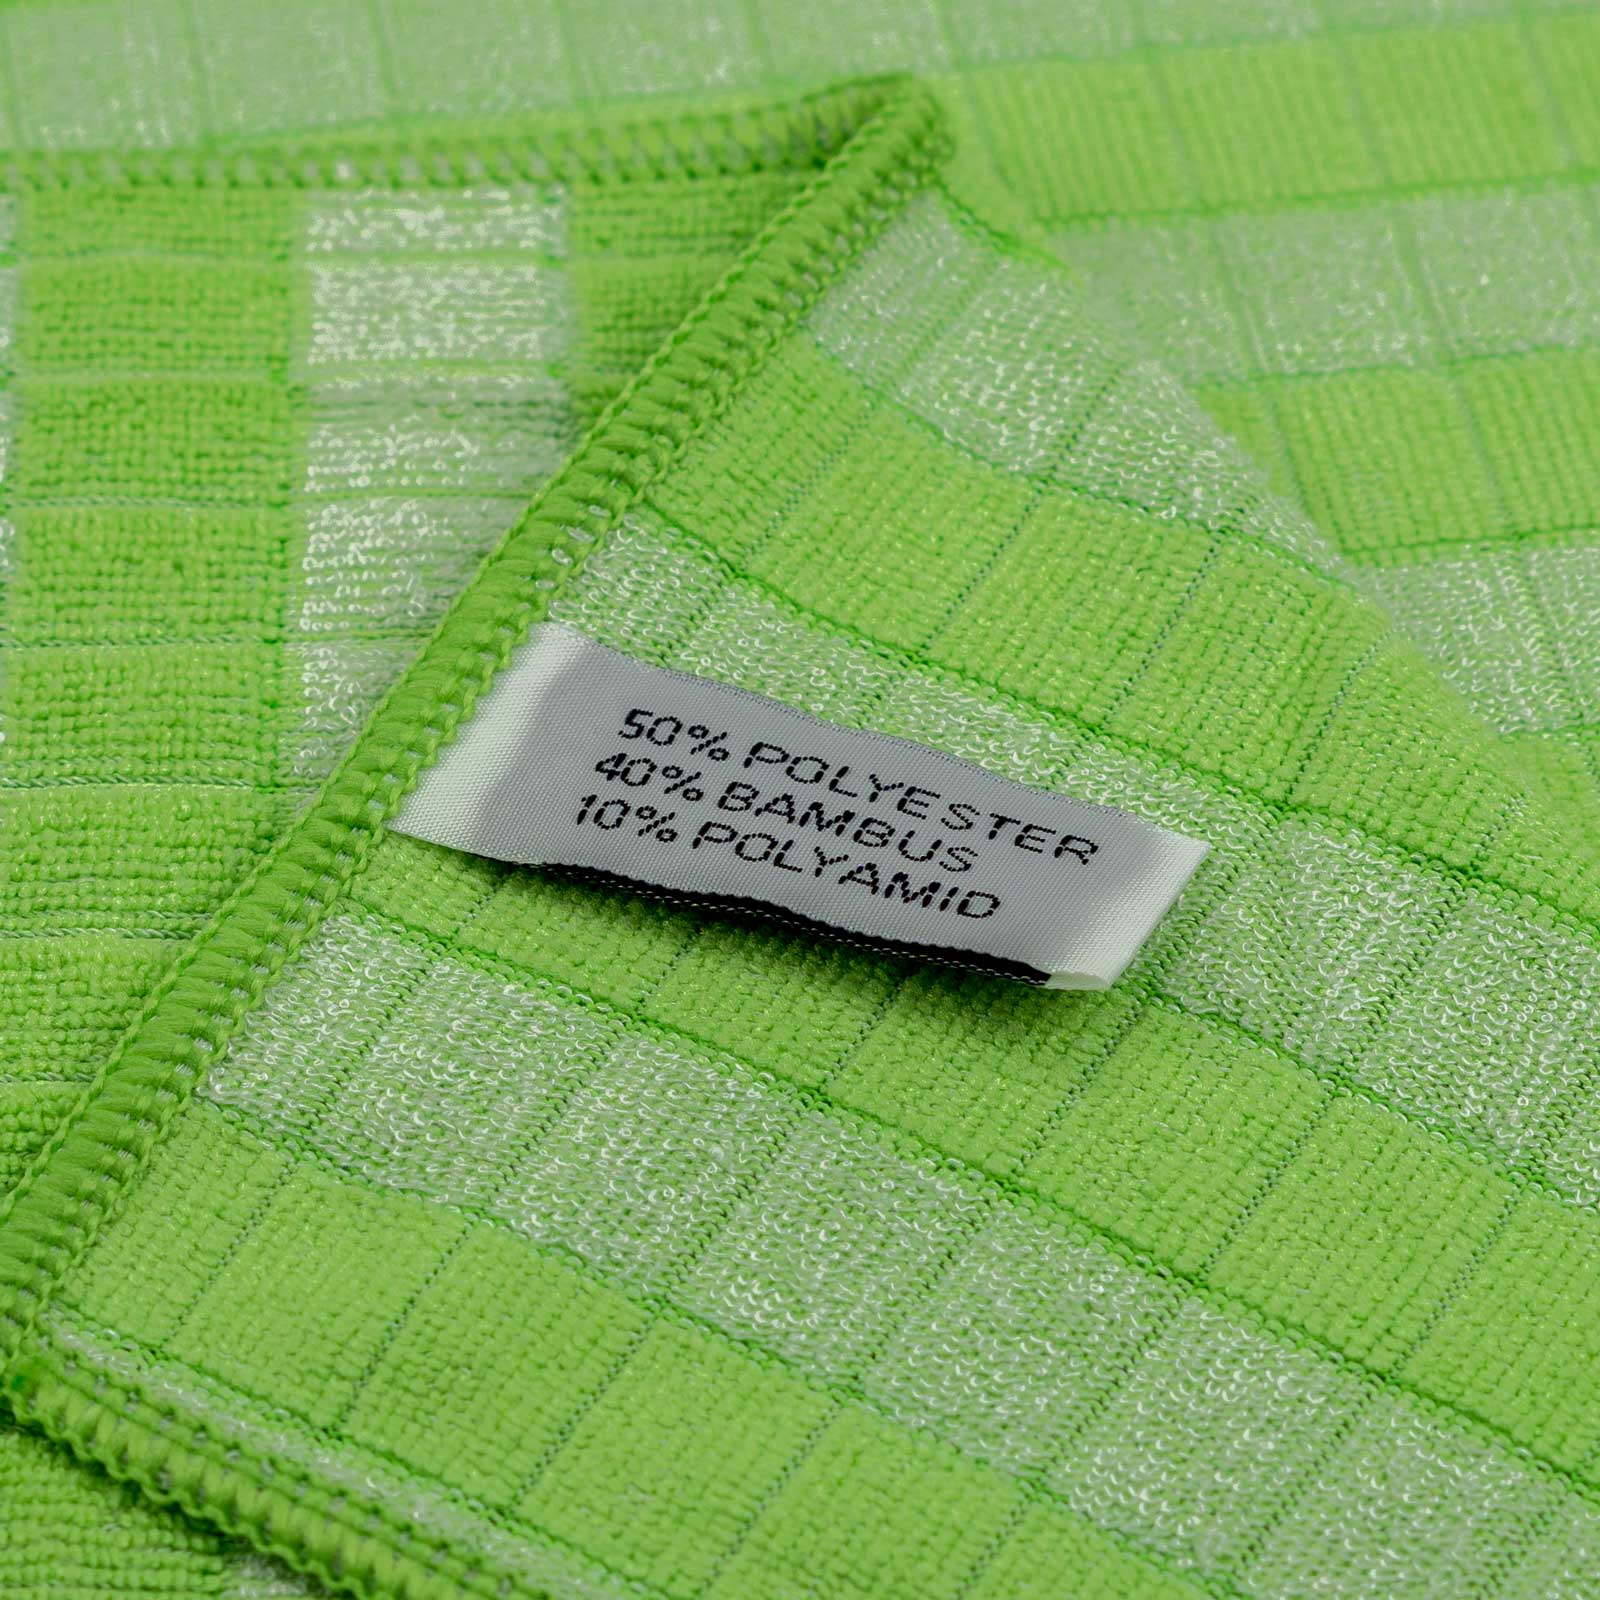 50% POLYESTER
40% BAMBUS
10% POLYAMID